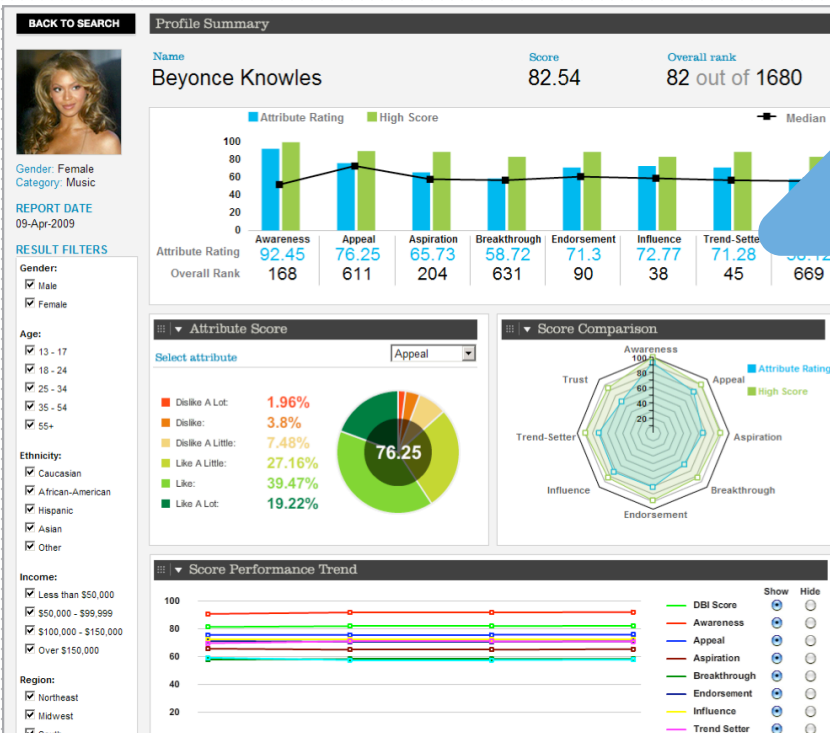 BACK TO SEARCH
Profile Summary
Name
Score
Overall rank
Beyonce Knowles
82.54
82 out of 1680
Gender: Female
Category: Music
REPORT DATE
09-Apr-2009
RESULT FILTERS
Gender:
Male
Female
Age:
13 - 17
18 - 24
25 - 34
35 - 54
55+
Ethnicity:
Caucasian
African-American
Hispanic
Asian
Other
Income:
Less than $50,000
$50,000 - $99,999
$100,000 - $150,000
Over $150,000
Region:
Northeast
Midwest
Attribute Rating High Score Median
100
80
60
40
20
0
Awareness Appeal Aspiration Breakthrough Endorsement Influence Trend-Sette
Attribute Rating 92.45 76.25 65.73 58.72 71.3 72.77 71.28
Overall Rank 168 611 204 631 90 38 45 669
Attribute Score
Select attribute Appeal
Dislike A Lot: 1.96%
Dislike: 3.8%
Dislike A Little: 7.48%
Like A Little: 27.16%
Like: 39.47%
Like A Lot: 19.22%
76.25
Score Comparison
Awareness
100
80
60
40
20
Trust
Appeal
Trend-Setter
Aspiration
Influence
Breakthrough
Endorsement
Attribute Rating
High Score
Score Performance Trend
100
80
60
40
20
Show Hide
DBI Score
Awareness
Appeal
Aspiration
Breakthrough
Endorsement
Influence
Trend Setter